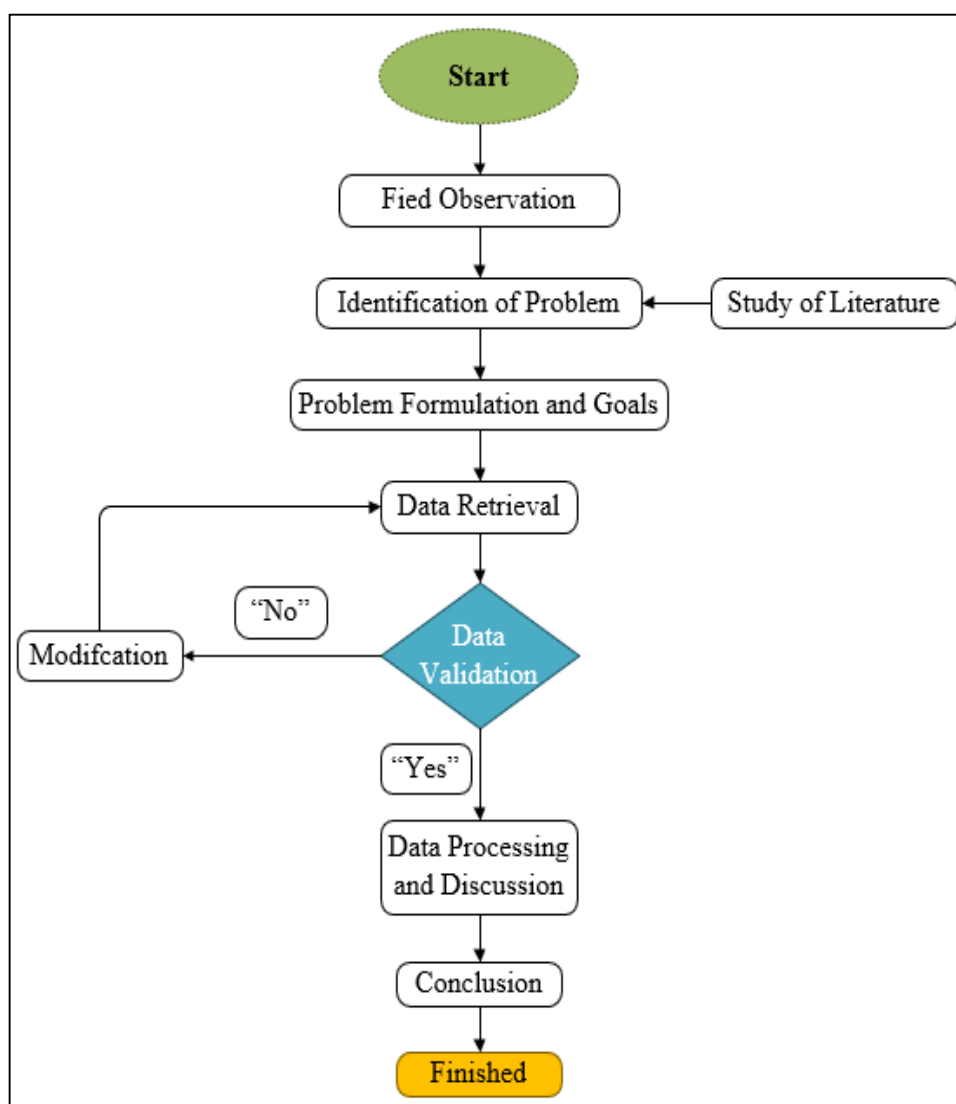 Start
Fied Observation
Identification of Problem
Study of Literature
Problem Formulation and Goals
Data Retrieval
“No”
Data
Validation
Modifcation
“Yes”
Data Processing
and Discussion
Conclusion
Finished